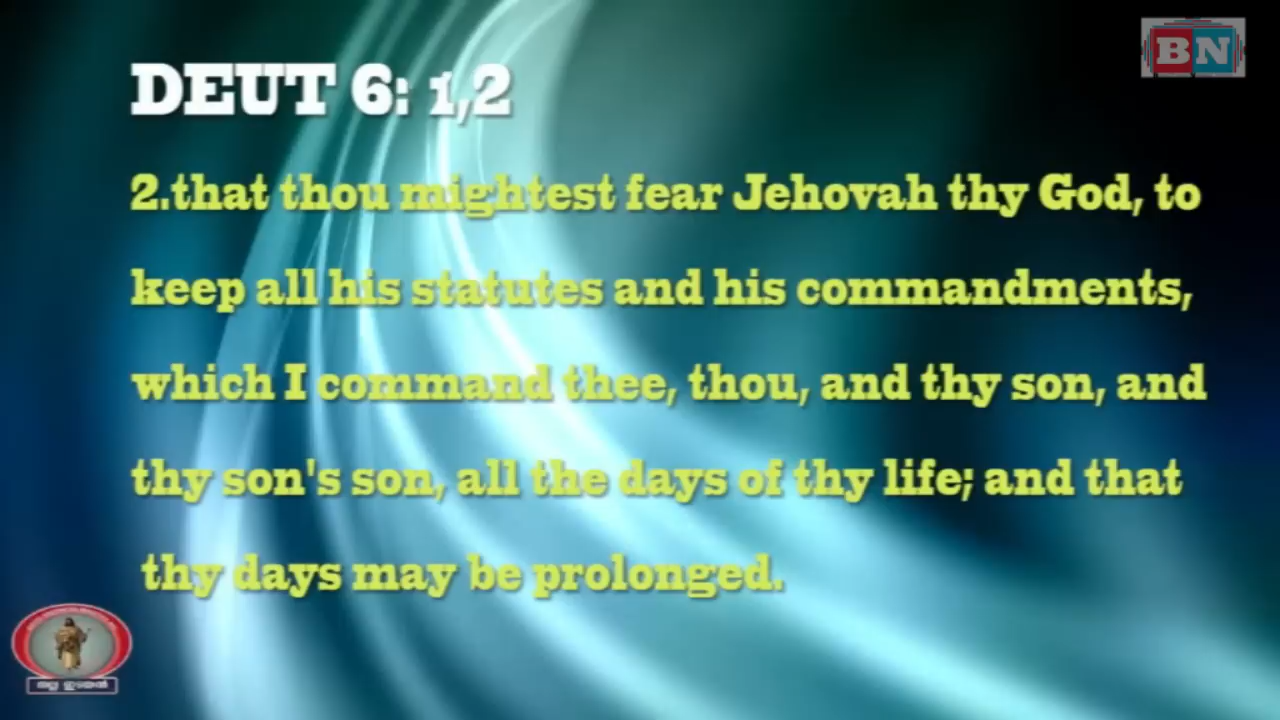 BN
DEUT 6: 1,2
2.that thou mightest fear Jehovah thy God, to
keep all his statutes and his commandments,
which I command thee, thou, and thy son, and
thy son's son, all the days of thy life; and that
thy days may be prolonged.